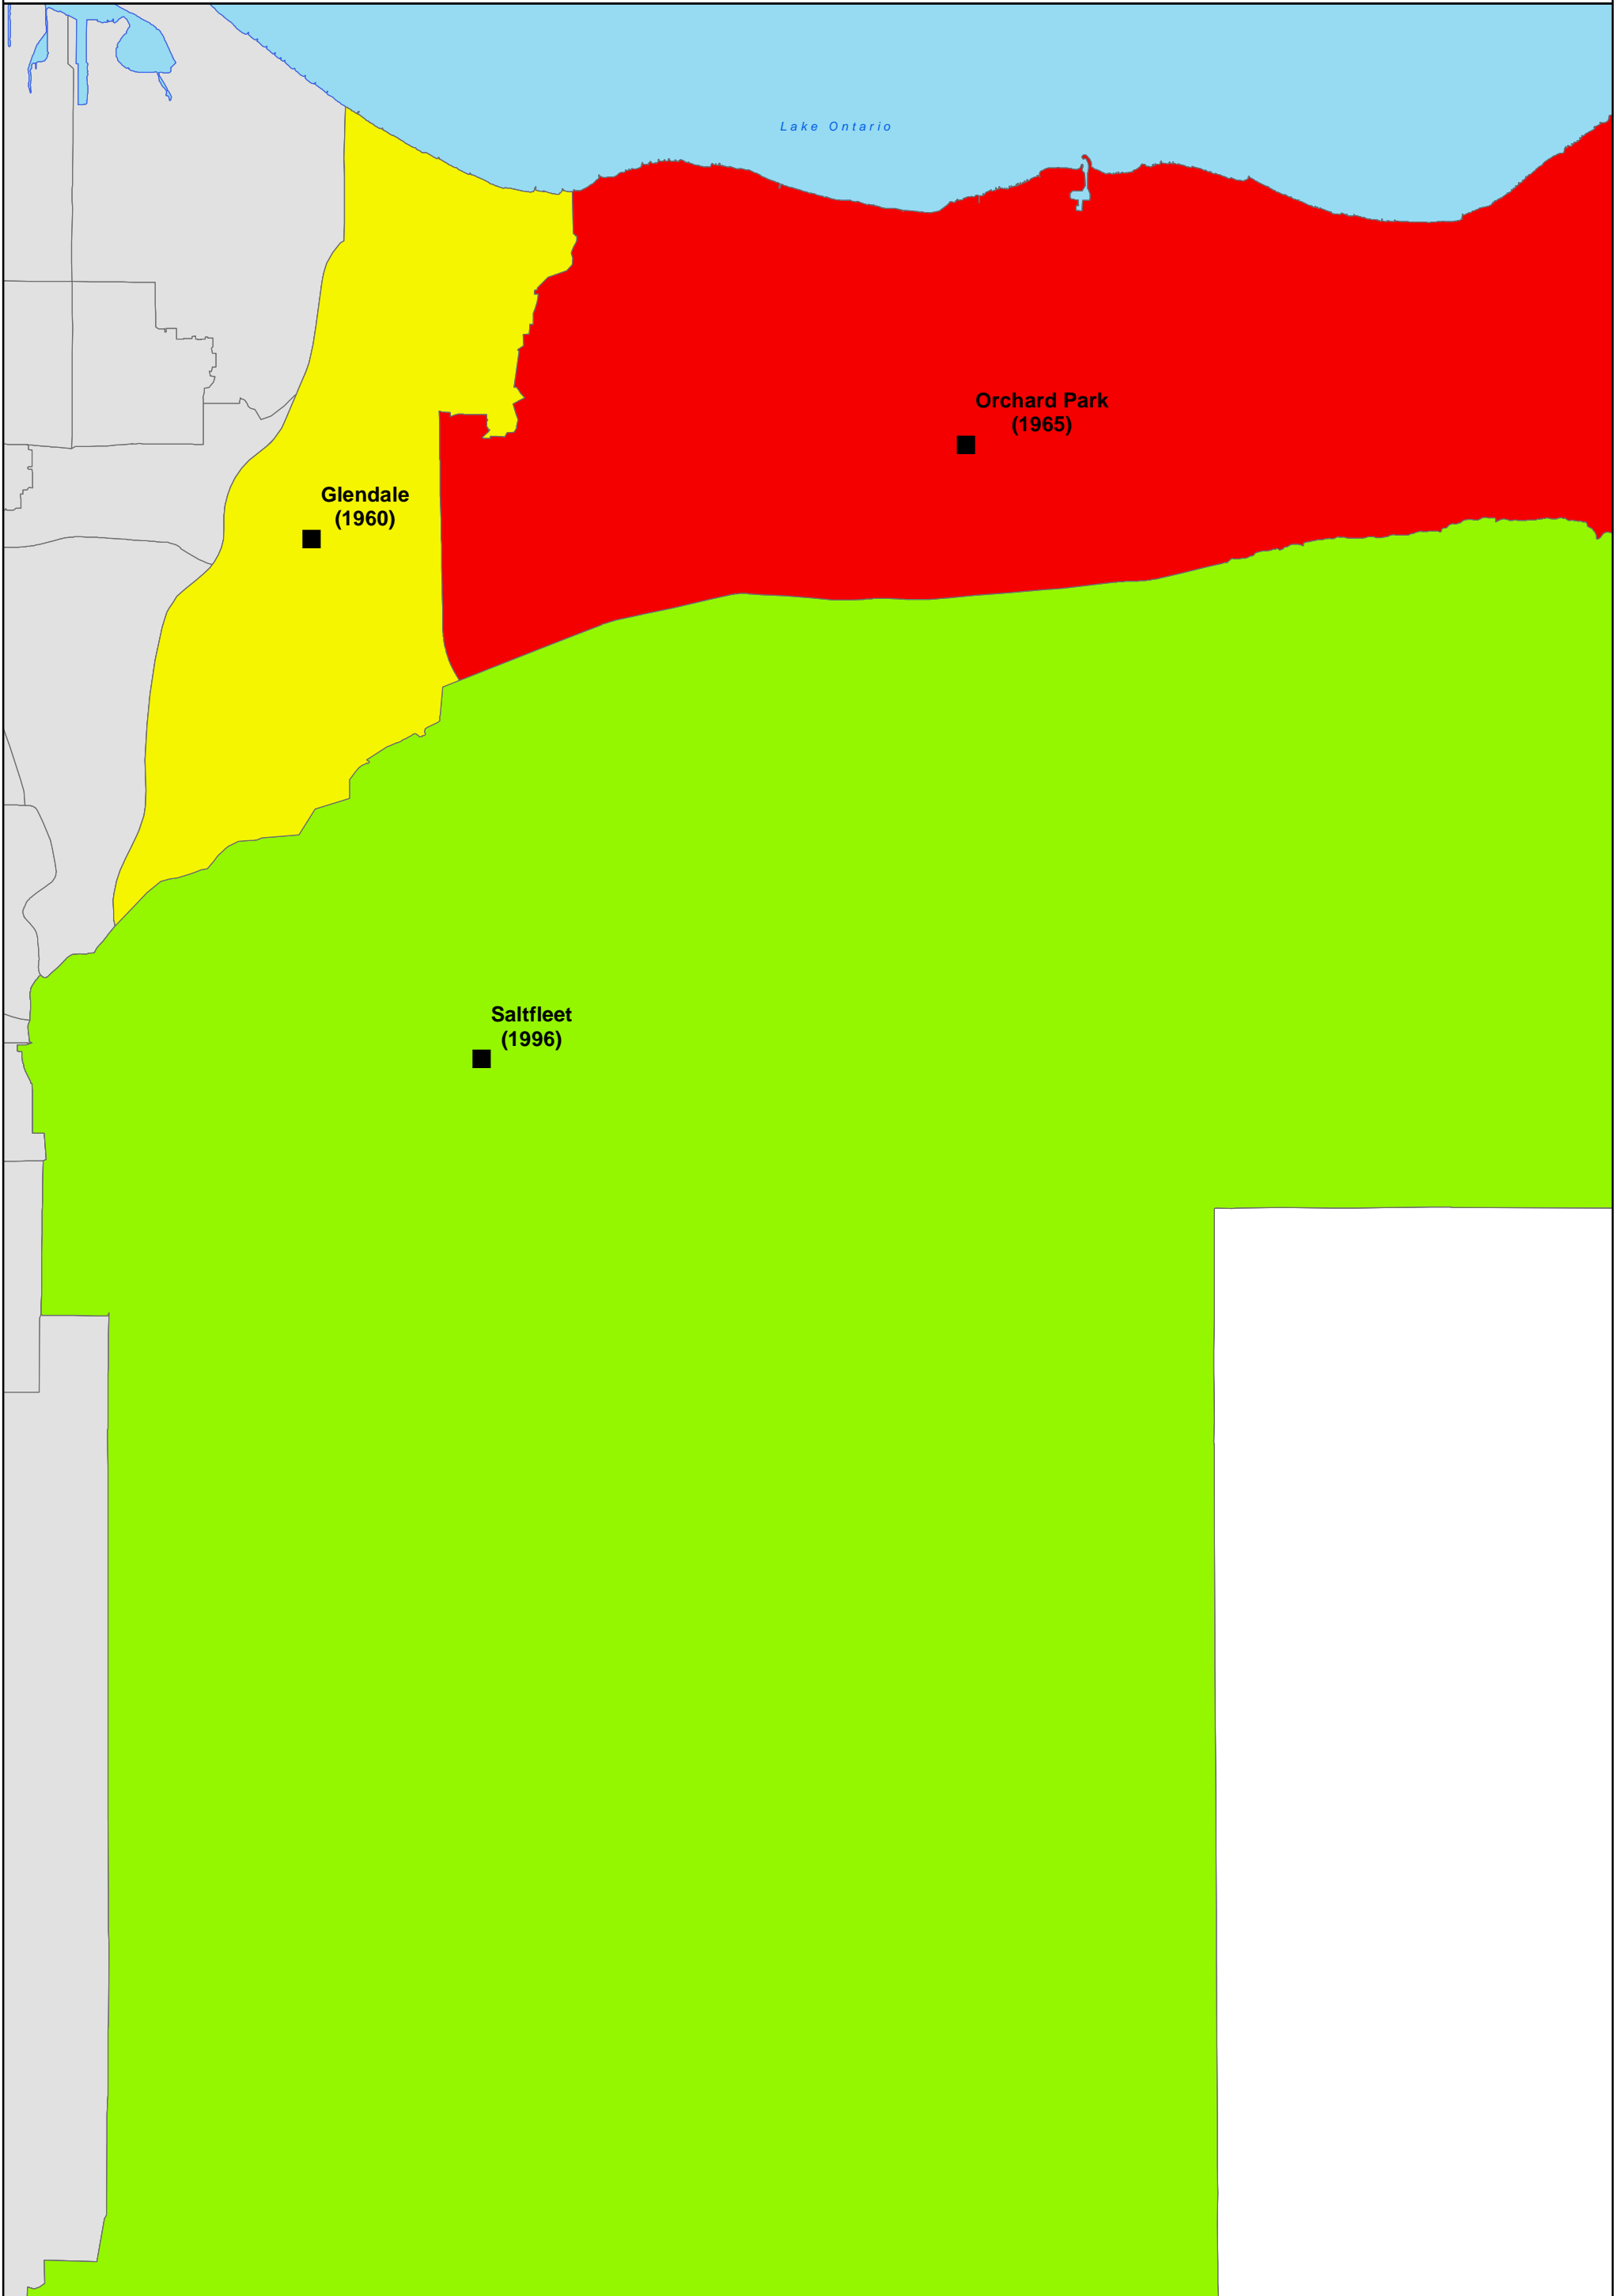 Lake Ontario
Orchard Park
(1965)
Glendale
(1960)
Saltfleet
(1996)